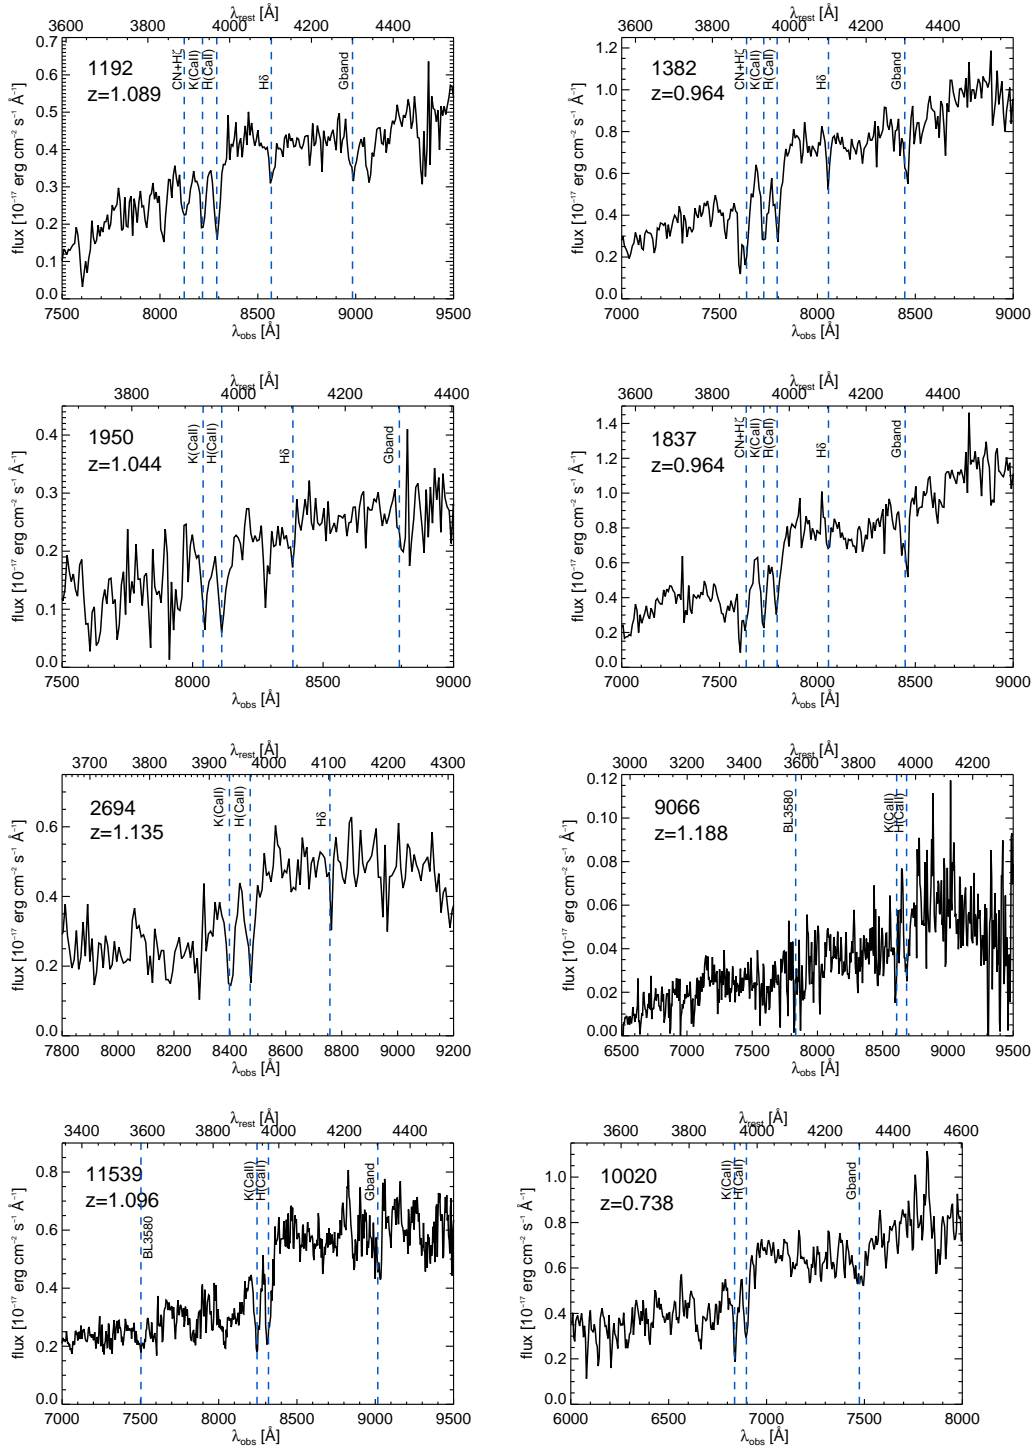 λrest [Å]
3600 3800 4000 4200 4400
0.7
0.6
0.5
0.4
0.3
0.2
0.1
0.0
flux [10⁻¹⁷ erg cm⁻² s⁻¹ Å⁻¹]
1192
z=1.089
CN+Hζ
K(CaII)
H(CaII)
Hδ
Gband
7500 8000 8500 9000 9500
λobs [Å]
λrest [Å]
3600 3800 4000 4200 4400
1.2
1.0
0.8
0.6
0.4
0.2
0.0
flux [10⁻¹⁷ erg cm⁻² s⁻¹ Å⁻¹]
1382
z=0.964
CN+Hζ
K(CaII)
H(CaII)
Hδ
Gband
7000 7500 8000 8500 9000
λobs [Å]
λrest [Å]
3800 4000 4200 4400
0.4
0.3
0.2
0.1
0.0
flux [10⁻¹⁷ erg cm⁻² s⁻¹ Å⁻¹]
1950
z=1.044
K(CaII)
H(CaII)
Hδ
Gband
7500 8000 8500 9000
λobs [Å]
λrest [Å]
3600 3800 4000 4200 4400
1.4
1.2
1.0
0.8
0.6
0.4
0.2
0.0
flux [10⁻¹⁷ erg cm⁻² s⁻¹ Å⁻¹]
1837
z=0.964
CN+Hζ
K(CaII)
H(CaII)
Hδ
Gband
7000 7500 8000 8500 9000
λobs [Å]
λrest [Å]
3700 3800 3900 4000 4100 4200 4300
0.6
0.4
0.2
0.0
flux [10⁻¹⁷ erg cm⁻² s⁻¹ Å⁻¹]
2694
z=1.135
K(CaII)
H(CaII)
Hδ
7800 8000 8200 8400 8600 8800 9000 9200
λobs [Å]
λrest [Å]
3000 3200 3400 3600 3800 4000 4200
0.12
0.10
0.08
0.06
0.04
0.02
0.00
flux [10⁻¹⁷ erg cm⁻² s⁻¹ Å⁻¹]
9066
z=1.188
BL3580
K(CaII)
H(CaII)
6500 7000 7500 8000 8500 9000 9500
λobs [Å]
λrest [Å]
3400 3600 3800 4000 4200 4400
0.8
0.6
0.4
0.2
0.0
flux [10⁻¹⁷ erg cm⁻² s⁻¹ Å⁻¹]
11539
z=1.096
BL3580
K(CaII)
H(CaII)
Gband
7000 7500 8000 8500 9000 9500
λobs [Å]
λrest [Å]
3600 3800 4000 4200 4400 4600
1.0
0.8
0.6
0.4
0.2
0.0
flux [10⁻¹⁷ erg cm⁻² s⁻¹ Å⁻¹]
10020
z=0.738
K(CaII)
H(CaII)
Gband
6000 6500 7000 7500 8000
λobs [Å]